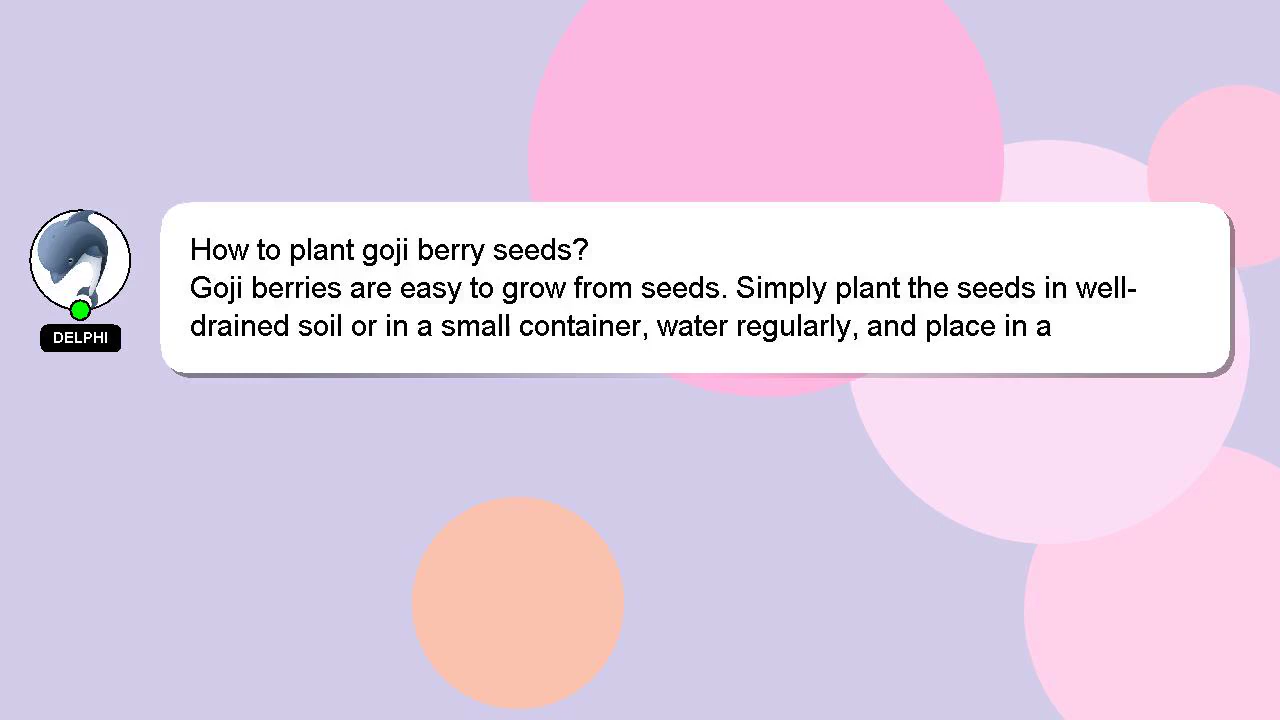 How to plant goji berry seeds?
Goji berries are easy to grow from seeds. Simply plant the seeds in well-
drained soil or in a small container, water regularly, and place in a
DELPHI